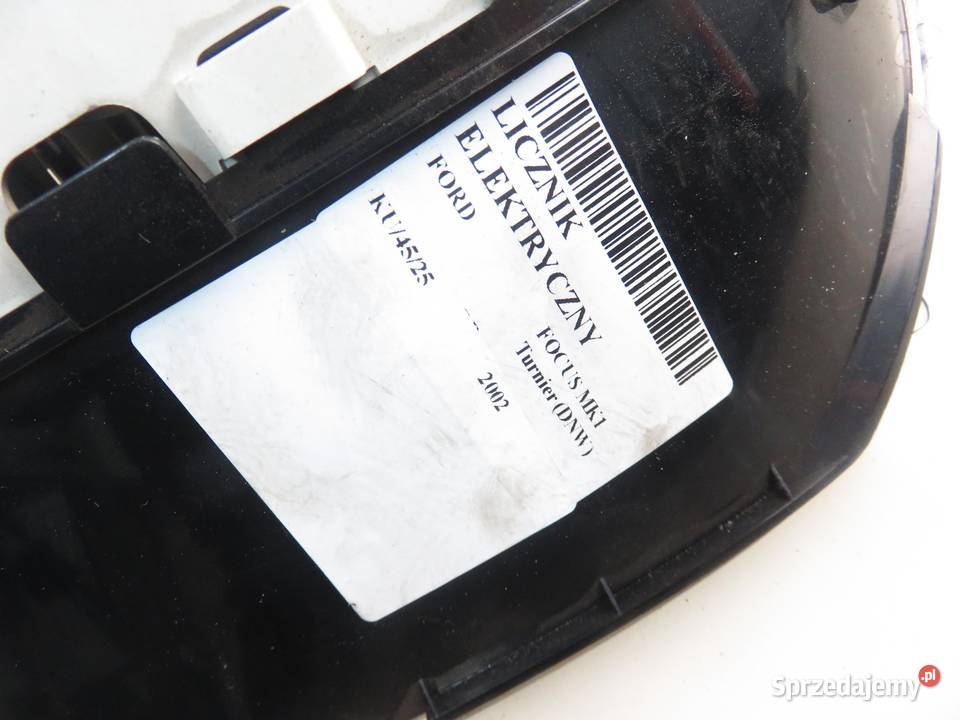 LICZNIK
ELEKTRYCZNY
FORD
FOCUS MK1
Turnier (DNW)
KU/45/25
2002
Sprzedajemy.pl